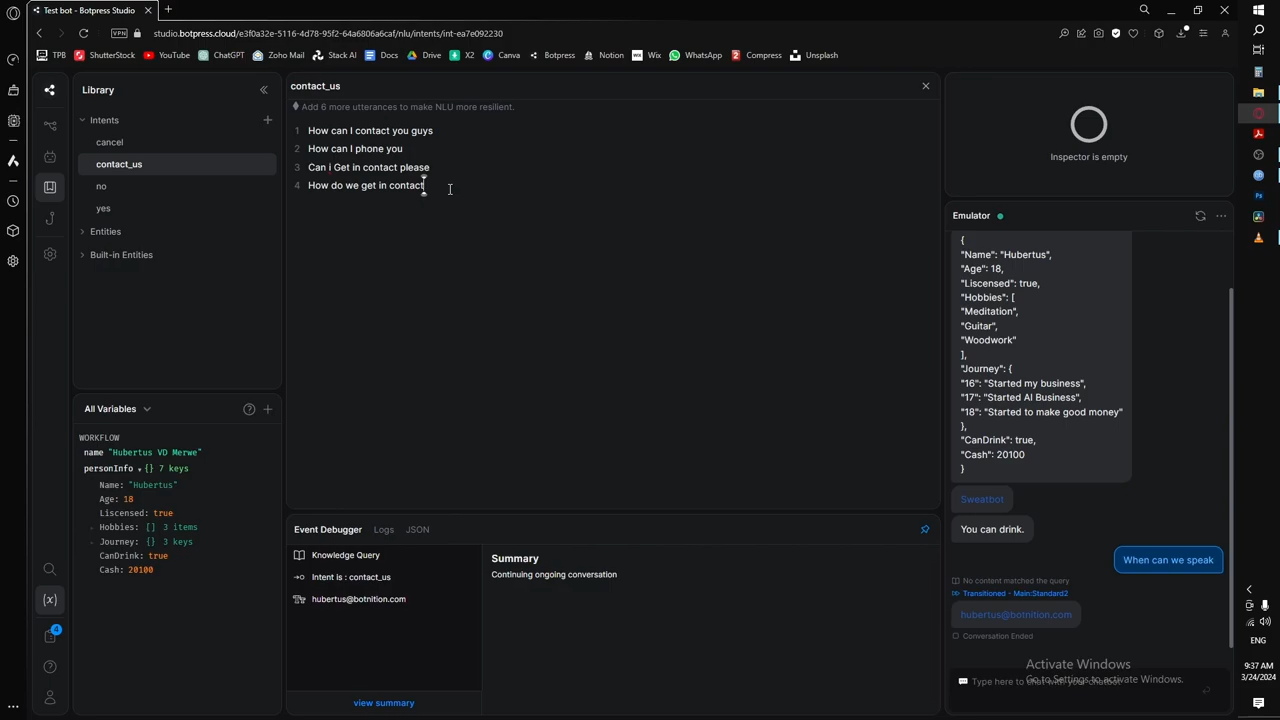 Test bot - Botpress Studio
VPN studio.botpress.cloud/e3f0a32e-5116-4d78-95f2-64a6806a6afc/nlu/intents/int-ea7e092230
TPB ShutterStock YouTube ChatGPT Zoho Mail Stack AI Docs Drive X2 Canva Botpress Notion Wix WhatsApp Compress Unsplash
Library
Intents
cancel
contact_us
no
yes
Entities
Built-in Entities
contact_us
Add 6 more utterances to make NLU more resilient.
1 How can I contact you guys
2 How can I phone you
3 Can i Get in contact please
4 How do we get in contact
Inspector is empty
Emulator
{
"Name": "Hubertus",
"Age": 18,
"Liscensed": true,
"Hobbies": [
"Meditation",
"Guitar",
"Woodwork"
],
"Journey": {
"16": "Started my business",
"17": "Started AI Business",
"18": "Started to make good money"
},
"CanDrink": true,
"Cash": 20100
}
Sweatbot
You can drink.
When can we speak
No content matched the query
Transitioned - Main:Standard2
hubertus@botnition.com
Conversation Ended
Activate Windows
Go to Settings to activate Windows.
Type here to chat with your chatbot
All Variables
WORKFLOW
name "Hubertus VD Merwe"
personInfo {} 7 keys
Name: "Hubertus"
Age: 18
Liscensed: true
Hobbies: [] 3 items
Journey: {} 3 keys
CanDrink: true
Cash: 20100
{x}
4
Event Debugger Logs JSON
Knowledge Query
Intent is : contact_us
hubertus@botnition.com
view summary
Summary
Continuing ongoing conversation
ENG
9:37 AM
3/24/2024